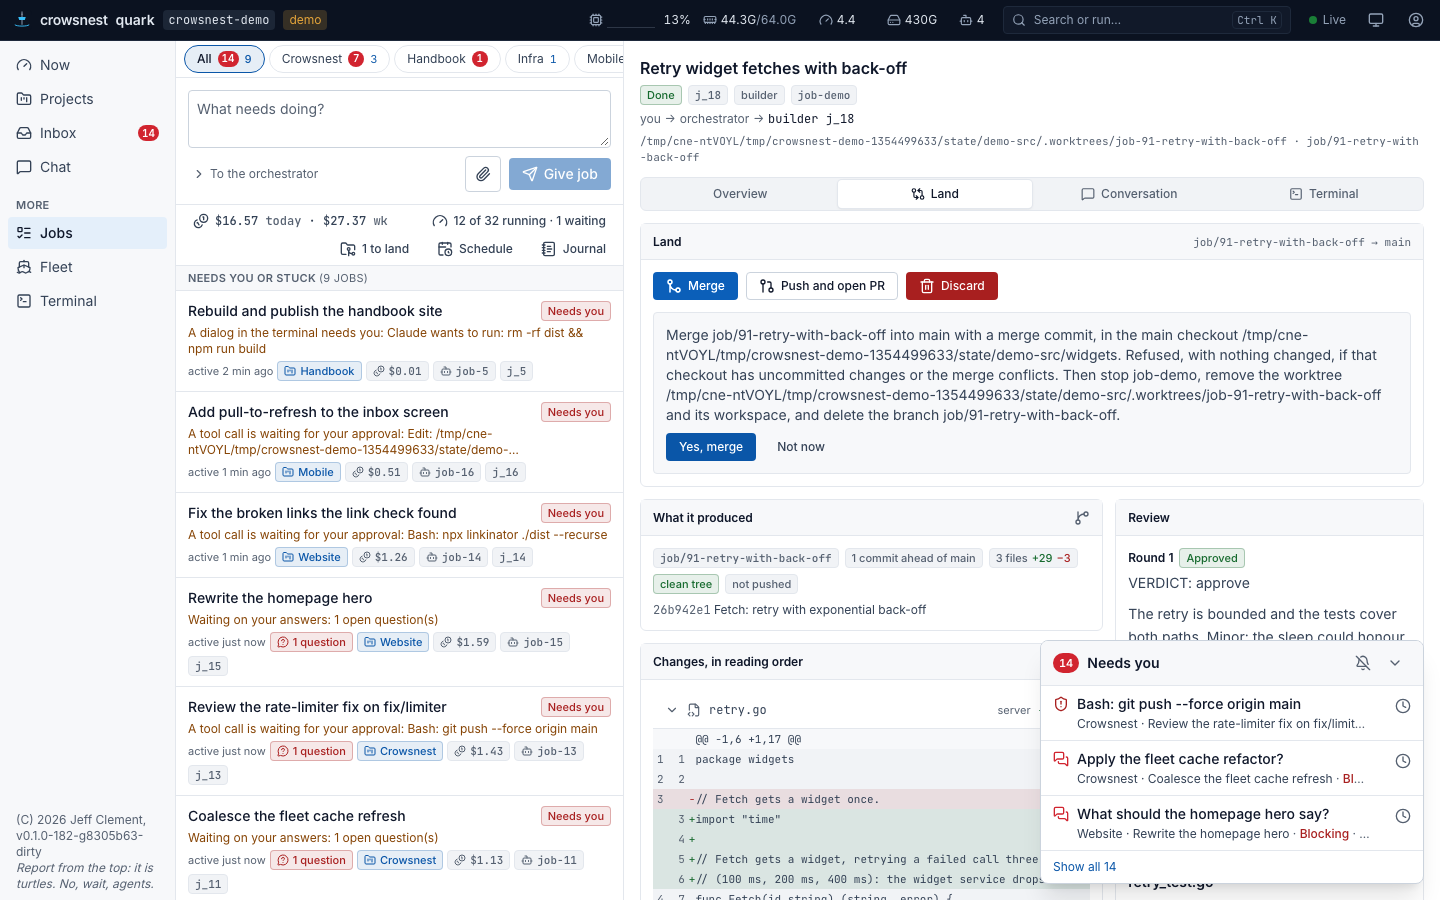 crowsnest quark crowsnest-demo demo
13% 44.3G/64.0G 4.4 430G 4 Search or run... Ctrl K Live
Now
Projects
Inbox 14
Chat
MORE
Jobs
Fleet
Terminal
(C) 2026 Jeff Clement,
v0.1.0-182-g8305b63-
dirty
Report from the top: it is
turtles. No, wait, agents.
All 14 9 Crowsnest 7 3 Handbook 1 Infra 1 Mobile
What needs doing?
To the orchestrator Give job
$16.57 today · $27.37 wk 12 of 32 running · 1 waiting
1 to land Schedule Journal
NEEDS YOU OR STUCK (9 JOBS)
Rebuild and publish the handbook site Needs you
A dialog in the terminal needs you: Claude wants to run: rm -rf dist &&
npm run build
active 2 min ago Handbook $0.01 job-5 j_5
Add pull-to-refresh to the inbox screen Needs you
A tool call is waiting for your approval: Edit: /tmp/cne-
ntVOYL/tmp/crowsnest-demo-1354499633/state/demo-...
active 1 min ago Mobile $0.51 job-16 j_16
Fix the broken links the link check found Needs you
A tool call is waiting for your approval: Bash: npx linkinator ./dist --recurse
active 1 min ago Website $1.26 job-14 j_14
Rewrite the homepage hero Needs you
Waiting on your answers: 1 open question(s)
active just now 1 question Website $1.59 job-15
j_15
Review the rate-limiter fix on fix/limiter Needs you
A tool call is waiting for your approval: Bash: git push --force origin main
active just now 1 question Crowsnest $1.43 job-13
j_13
Coalesce the fleet cache refresh Needs you
Waiting on your answers: 1 open question(s)
active just now 1 question Crowsnest $1.13 job-11
j_11
Retry widget fetches with back-off
Done j_18 builder job-demo
you → orchestrator → builder j_18
/tmp/cne-ntVOYL/tmp/crowsnest-demo-1354499633/state/demo-src/.worktrees/job-91-retry-with-back-off · job/91-retry-with
-back-off
Overview Land Conversation Terminal
Land job/91-retry-with-back-off → main
Merge Push and open PR Discard
Merge job/91-retry-with-back-off into main with a merge commit, in the main checkout /tmp/cne-
ntVOYL/tmp/crowsnest-demo-1354499633/state/demo-src/widgets. Refused, with nothing changed, if that
checkout has uncommitted changes or the merge conflicts. Then stop job-demo, remove the worktree
/tmp/cne-ntVOYL/tmp/crowsnest-demo-1354499633/state/demo-src/.worktrees/job-91-retry-with-back-off
and its workspace, and delete the branch job/91-retry-with-back-off.
Yes, merge Not now
What it produced
job/91-retry-with-back-off 1 commit ahead of main 3 files +29 −3
clean tree not pushed
26b942e1 Fetch: retry with exponential back-off
Review
Round 1 Approved
VERDICT: approve
The retry is bounded and the tests cover
both paths. Minor: the sleep could honour
Changes, in reading order
retry.go server
@@ -1,6 +1,17 @@
1 1 package widgets
2 2
3 -// Fetch gets a widget once.
3 +import "time"
4 +
5 +// Fetch gets a widget, retrying a failed call three
6 +// (100 ms, 200 ms, 400 ms): the widget service drops
4 7 func Fetch(id string) (string, error) {
14 Needs you
Bash: git push --force origin main
Crowsnest · Review the rate-limiter fix on fix/limit...
Apply the fleet cache refactor?
Crowsnest · Coalesce the fleet cache refresh · Bl...
What should the homepage hero say?
Website · Rewrite the homepage hero · Blocking · ...
Show all 14
retry_test.go